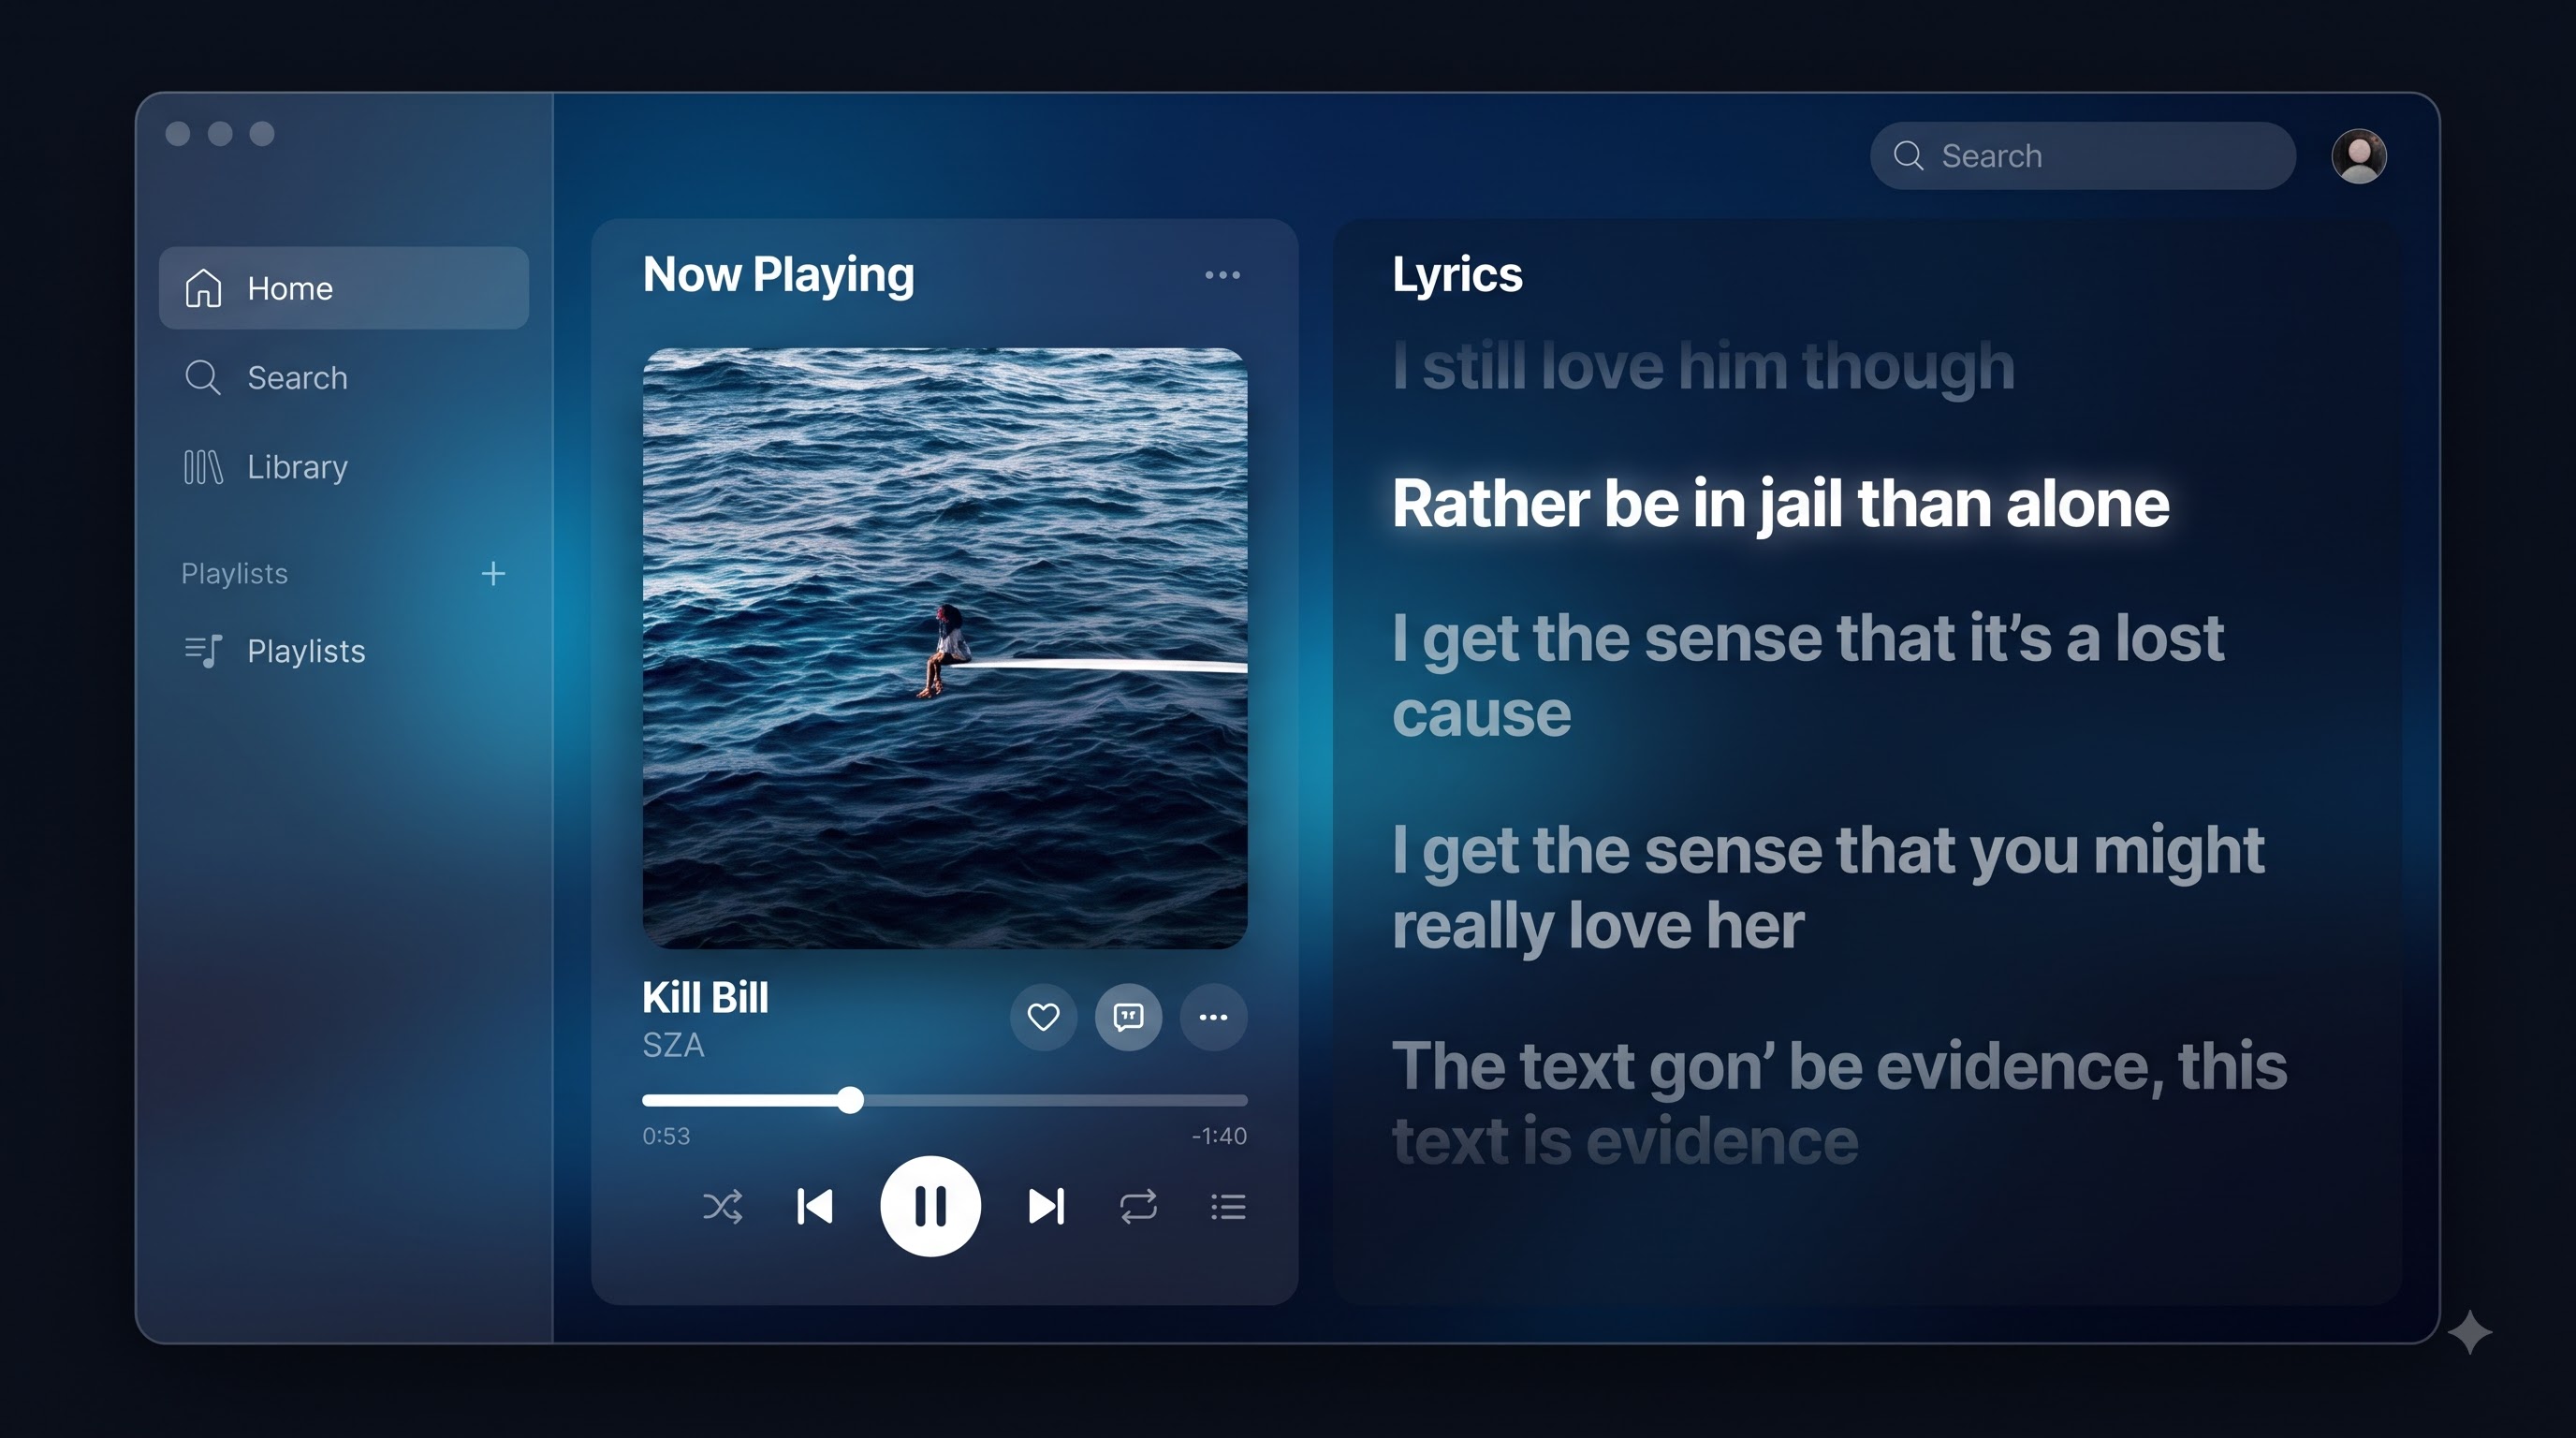 Search
Home
Search
Library
Playlists
Playlists
Now Playing
Kill Bill
SZA
0:53
-1:40
Lyrics
I still love him though
Rather be in jail than alone
I get the sense that it’s a lost
cause
I get the sense that you might
really love her
The text gon’ be evidence, this
text is evidence